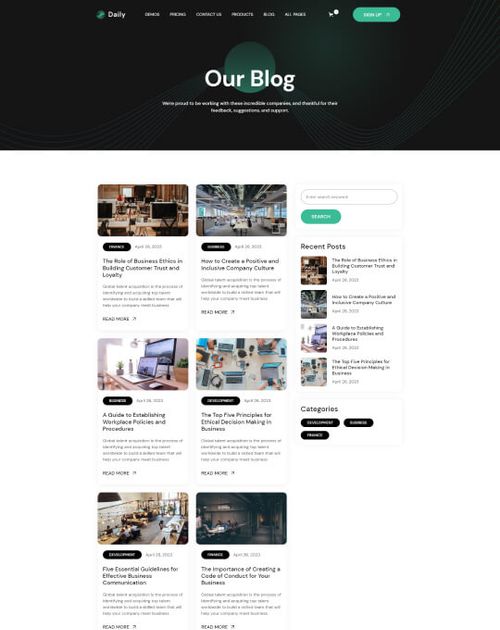 Daily
DEMOS PRICING CONTACT US PRODUCTS BLOG ALL PAGES
SIGN UP
Our Blog
We're proud to be working with these incredible companies, and thankful for their
feedback, suggestions, and support.
FINANCE April 26, 2023
The Role of Business Ethics in
Building Customer Trust and
Loyalty
Global talent acquisition is the process of
identifying and acquiring top talent
worldwide to build a skilled team that will
help your company meet business
READ MORE
BUSINESS April 26, 2023
How to Create a Positive and
Inclusive Company Culture
Global talent acquisition is the process of
identifying and acquiring top talent
worldwide to build a skilled team that will
help your company meet business
READ MORE
BUSINESS April 26, 2023
A Guide to Establishing
Workplace Policies and
Procedures
Global talent acquisition is the process of
identifying and acquiring top talent
worldwide to build a skilled team that will
help your company meet business
READ MORE
DEVELOPMENT April 26, 2023
The Top Five Principles for
Ethical Decision Making in
Business
Global talent acquisition is the process of
identifying and acquiring top talent
worldwide to build a skilled team that will
help your company meet business
READ MORE
DEVELOPMENT April 25, 2023
Five Essential Guidelines for
Effective Business
Communication
Global talent acquisition is the process of
identifying and acquiring top talent
worldwide to build a skilled team that will
help your company meet business
FINANCE April 26, 2023
The Importance of Creating a
Code of Conduct for Your
Business
Global talent acquisition is the process of
identifying and acquiring top talent
worldwide to build a skilled team that will
help your company meet business
Enter search keyword
SEARCH
Recent Posts
The Role of Business Ethics in
Building Customer Trust and
Loyalty
April 26, 2023
How to Create a Positive and
Inclusive Company Culture
April 26, 2023
A Guide to Establishing
Workplace Policies and
Procedures
April 26, 2023
The Top Five Principles for
Ethical Decision Making in
Business
April 26, 2023
Categories
DEVELOPMENT BUSINESS
FINANCE